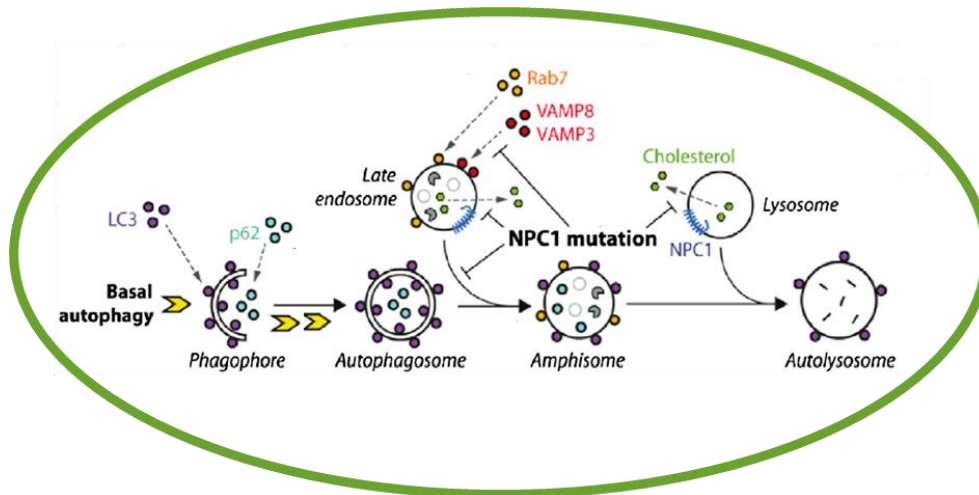 Rab7
VAMP8
VAMP3
Cholesterol
Late
endosome
Lysosome
LC3
p62
NPC1 mutation
NPC1
Basal
autophagy
Phagophore
Autophagosome
Amphisome
Autolysosome